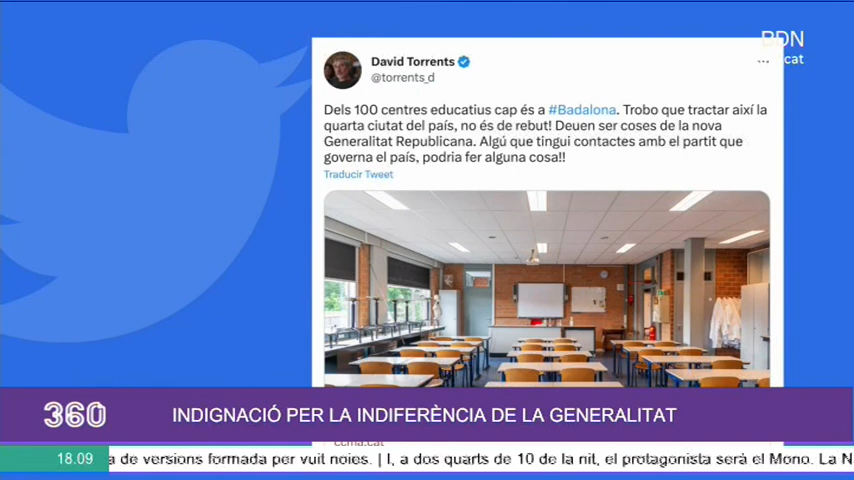 BDN
cat
David Torrents
@torrents_d
Dels 100 centres educatius cap és a #Badalona. Trobo que tractar així la
quarta ciutat del país, no és de rebut! Deuen ser coses de la nova
Generalitat Republicana. Algú que tingui contactes amb el partit que
governa el país, podria fer alguna cosa!!
Traducir Tweet
360
INDIGNACIÓ PER LA INDIFERÈNCIA DE LA GENERALITAT
ccma.cat
18.09
a de versions formada per vuit noies. | I, a dos quarts de 10 de la nit, el protagonista serà el Mono. La N